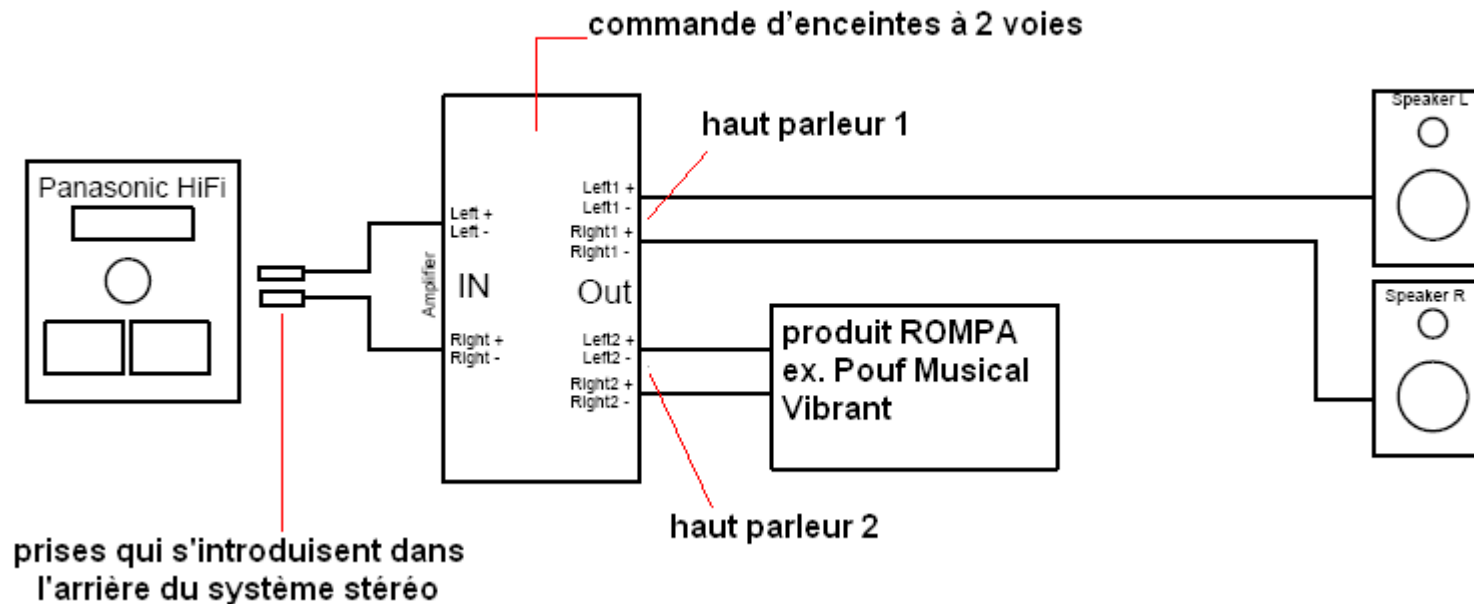 commande d'enceintes à 2 voies
haut parleur 1
Speaker L
Panasonic HiFi
Left +
Left -
Amplifier
IN
Right +
Right -
Left1 +
Left1 -
Right1 +
Right1 -
Out
Left2 +
Left2 -
Right2 +
Right2 -
produit ROMPA
ex. Pouf Musical
Vibrant
Speaker R
haut parleur 2
prises qui s'introduisent dans
l'arrière du système stéréo